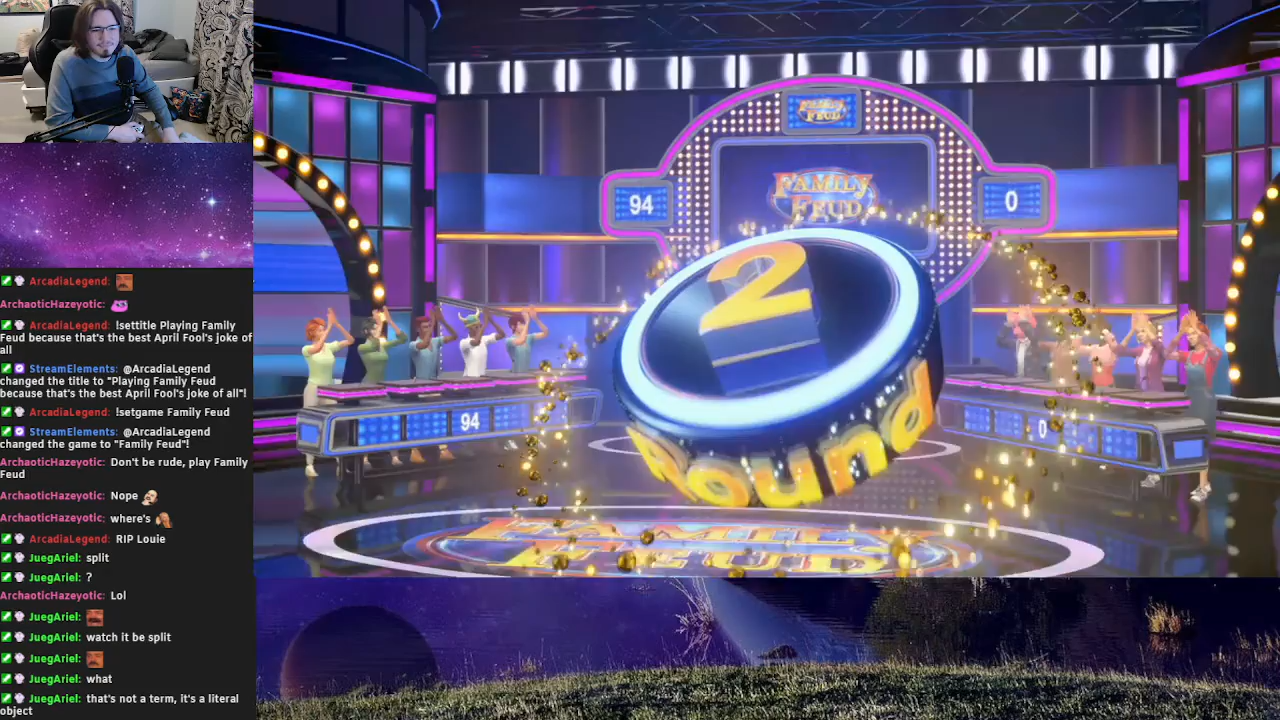 ArcadiaLegend:
ArchaoticHazeyotic:
ArcadiaLegend: !settitle Playing Family
Feud because that's the best April Fool's joke of
all
StreamElements: @ArcadiaLegend
changed the title to "Playing Family Feud
because that's the best April Fool's joke of all"!
ArcadiaLegend: !setgame Family Feud
StreamElements: @ArcadiaLegend
changed the game to "Family Feud"!
ArchaoticHazeyotic: Don't be rude, play Family
Feud
ArchaoticHazeyotic: Nope
ArchaoticHazeyotic: where's
ArcadiaLegend: RIP Louie
JuegAriel: split
JuegAriel: ?
ArchaoticHazeyotic: Lol
JuegAriel:
JuegAriel: watch it be split
JuegAriel:
JuegAriel: what
JuegAriel: that's not a term, it's a literal
object
FAMILY
FEUD
94
FAMILY
FEUD
0
2
Round
94
0
FAMILY
FEUD